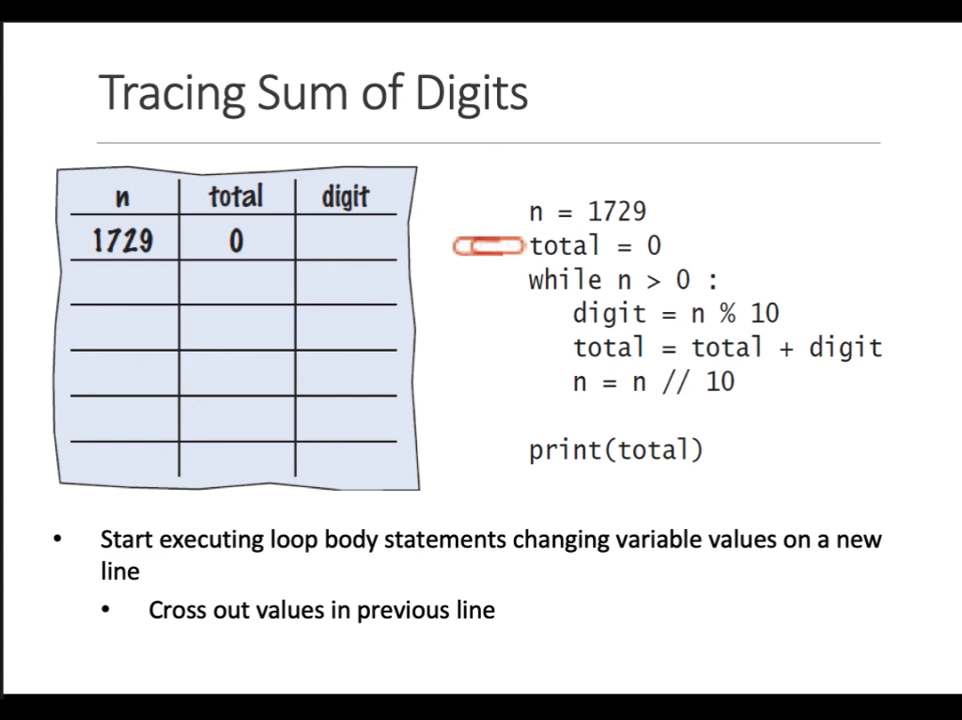 Tracing Sum of Digits
n total digit
1729 0
n = 1729
total = 0
while n > 0 :
digit = n % 10
total = total + digit
n = n // 10
print(total)
• Start executing loop body statements changing variable values on a new
line
• Cross out values in previous line